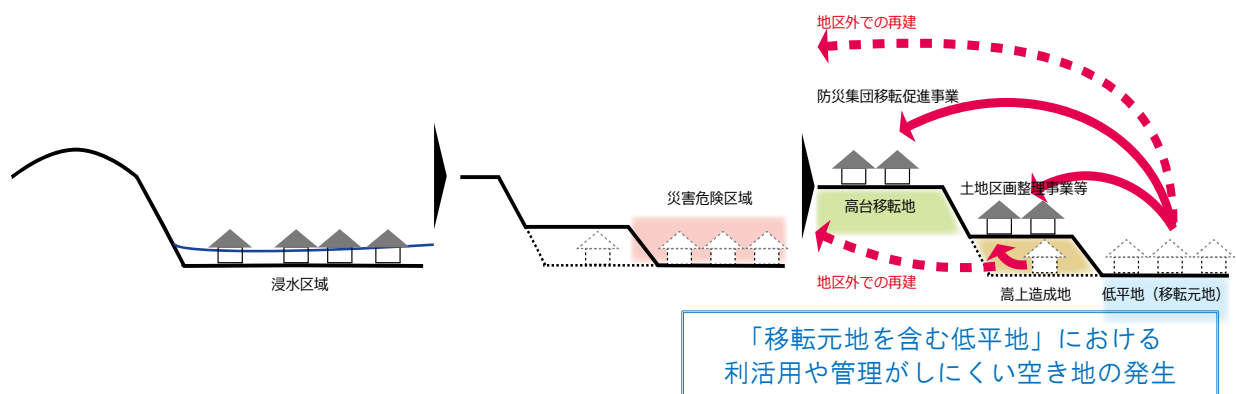 浸水区域
災害危険区域
地区外での再建
防災集団移転促進事業
土地区画整理事業等
高台移転地
地区外での再建
嵩上造成地
低平地（移転元地）
「移転元地を含む低平地」における
利活用や管理がしにくい空き地の発生